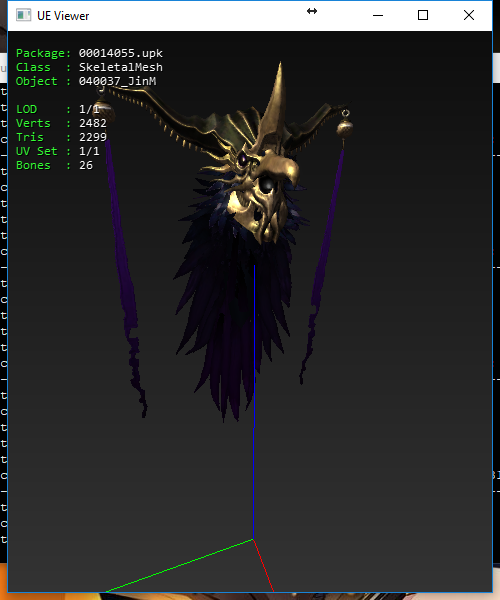 UE Viewer
Package: 00014055.upk
Class : SkeletalMesh
Object : 040037_JinM
LOD : 1/1
Verts : 2482
Tris : 2299
UV Set : 1/1
Bones : 26